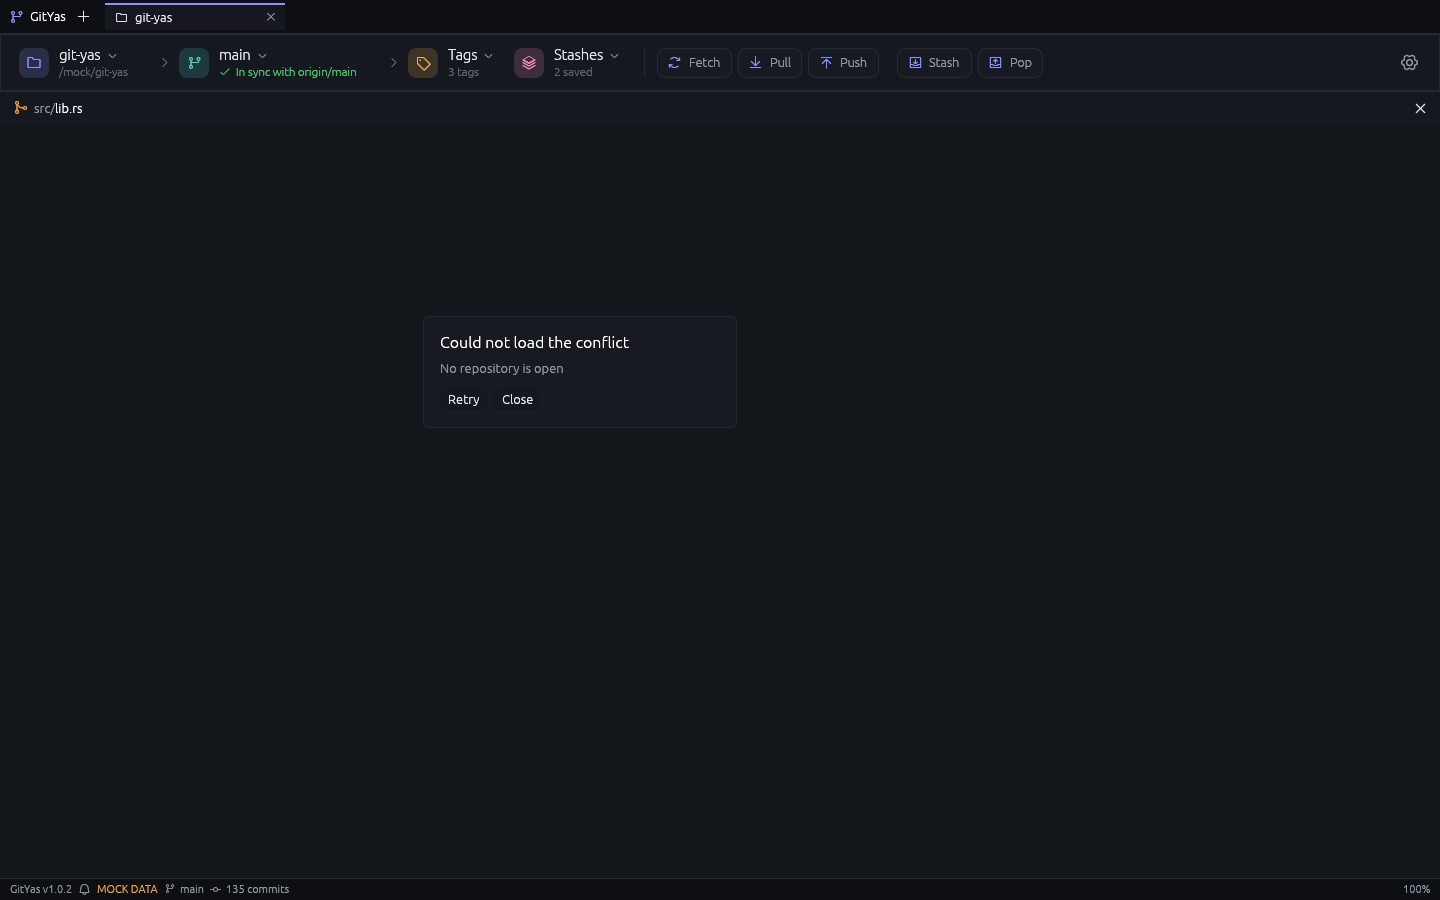 GitYas
git-yas
git-yas
/mock/git-yas
main
In sync with origin/main
Tags
3 tags
Stashes
2 saved
Fetch
Pull
Push
Stash
Pop
src/lib.rs
Could not load the conflict
No repository is open
Retry Close
GitYas v1.0.2 MOCK DATA main 135 commits 100%